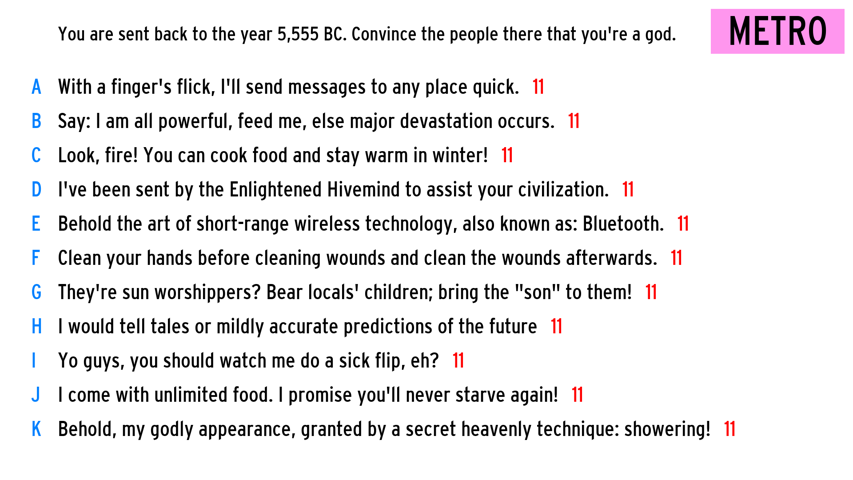 You are sent back to the year 5,555 BC. Convince the people there that you're a god.
METRO
A With a finger's flick, I'll send messages to any place quick. 11
B Say: I am all powerful, feed me, else major devastation occurs. 11
C Look, fire! You can cook food and stay warm in winter! 11
D I've been sent by the Enlightened Hivemind to assist your civilization. 11
E Behold the art of short-range wireless technology, also known as: Bluetooth. 11
F Clean your hands before cleaning wounds and clean the wounds afterwards. 11
G They're sun worshippers? Bear locals' children; bring the "son" to them! 11
H I would tell tales or mildly accurate predictions of the future 11
I Yo guys, you should watch me do a sick flip, eh? 11
J I come with unlimited food. I promise you'll never starve again! 11
K Behold, my godly appearance, granted by a secret heavenly technique: showering! 11